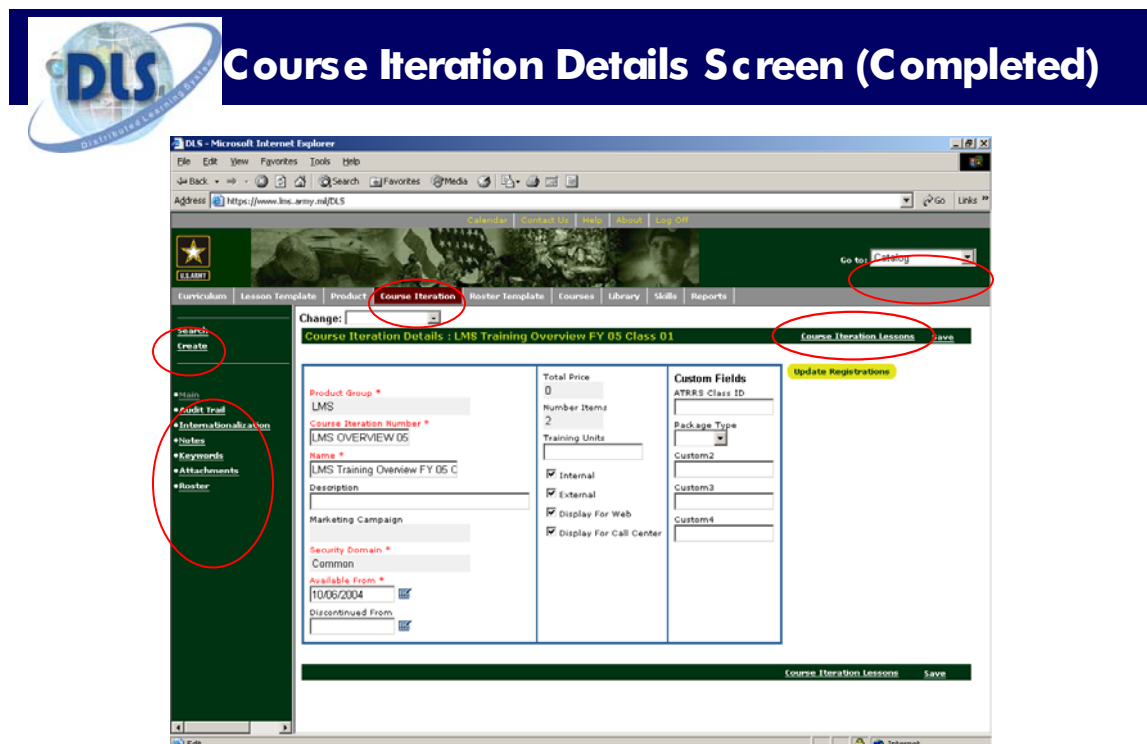 DLS
Distributed Learning System
Course Iteration Details Screen (Completed)
DLS - Microsoft Internet Explorer
File Edit View Favorites Tools Help
Back Search Favorites Media
Address https://www.lms.army.mil/DLS Go Links »
Calendar Contact Us Help About Log Off
U.S. ARMY
Go to: Catalog
Curriculum Lesson Template Product Course Iteration Roster Template Courses Library Skills Reports
Change:
Search
Create
Course Iteration Details : LMS Training Overview FY 05 Class 01 Course Iteration Lessons Save
Main
Audit Trail
Internationalization
Notes
Keywords
Attachments
Roster
Product Group *
LMS
Course Iteration Number *
LMS OVERVIEW 05
Name *
LMS Training Overview FY 05 C
Description
Marketing Campaign
Security Domain *
Common
Available From *
10/06/2004
Discontinued From
Total Price
0
Number Items
2
Training Units
Internal
External
Display For Web
Display For Call Center
Custom Fields
ATRRS Class ID
Package Type
Custom2
Custom3
Custom4
Update Registrations
Course Iteration Lessons Save
Edit Internet